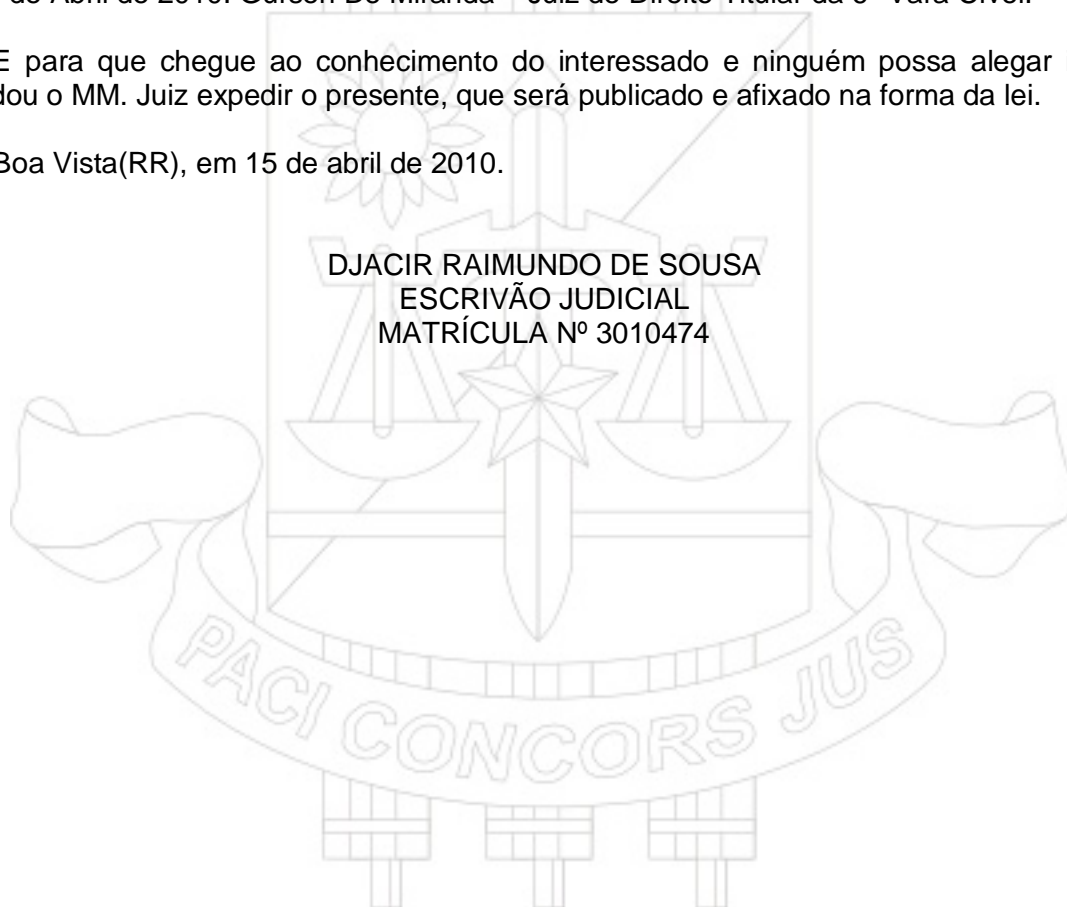 de Abril de 2010. Gursen De Miranda – Juiz de Direito Titular da 5ª Vara Cível.
E para que chegue ao conhecimento do interessado e ninguém possa alegar
dou o MM. Juiz expedir o presente, que será publicado e afixado na forma da lei.
Boa Vista(RR), em 15 de abril de 2010.
DJACIR RAIMUNDO DE SOUSA
ESCRIVÃO JUDICIAL
MATRÍCULA Nº 3010474
PACI CONCORS JUS